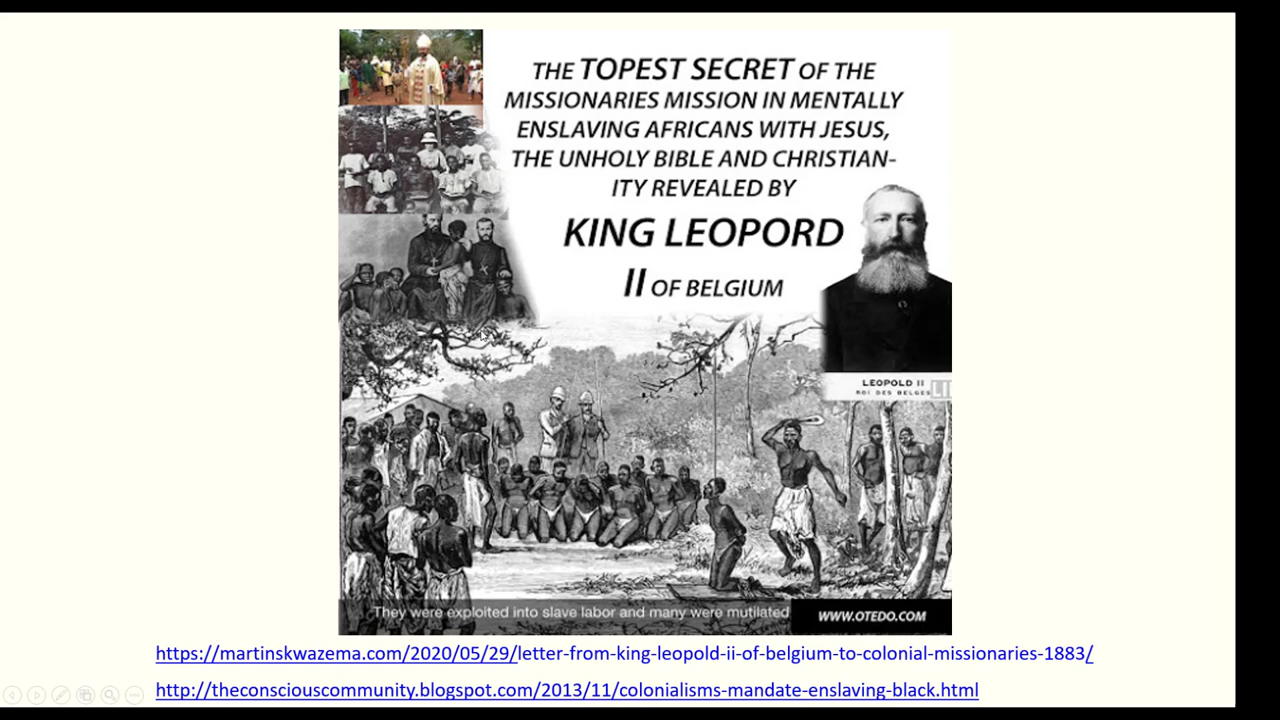 THE TOPEST SECRET OF THE
MISSIONARIES MISSION IN MENTALLY
ENSLAVING AFRICANS WITH JESUS,
THE UNHOLY BIBLE AND CHRISTIAN-
ITY REVEALED BY
KING LEOPORD
II OF BELGIUM
LEOPOLD II
ROI DES BELGES
They were exploited into slave labor and many were mutilated
WWW.OTEDO.COM
https://martinskwazema.com/2020/05/29/letter-from-king-leopold-ii-of-belgium-to-colonial-missionaries-1883/
http://theconsciouscommunity.blogspot.com/2013/11/colonialisms-mandate-enslaving-black.html